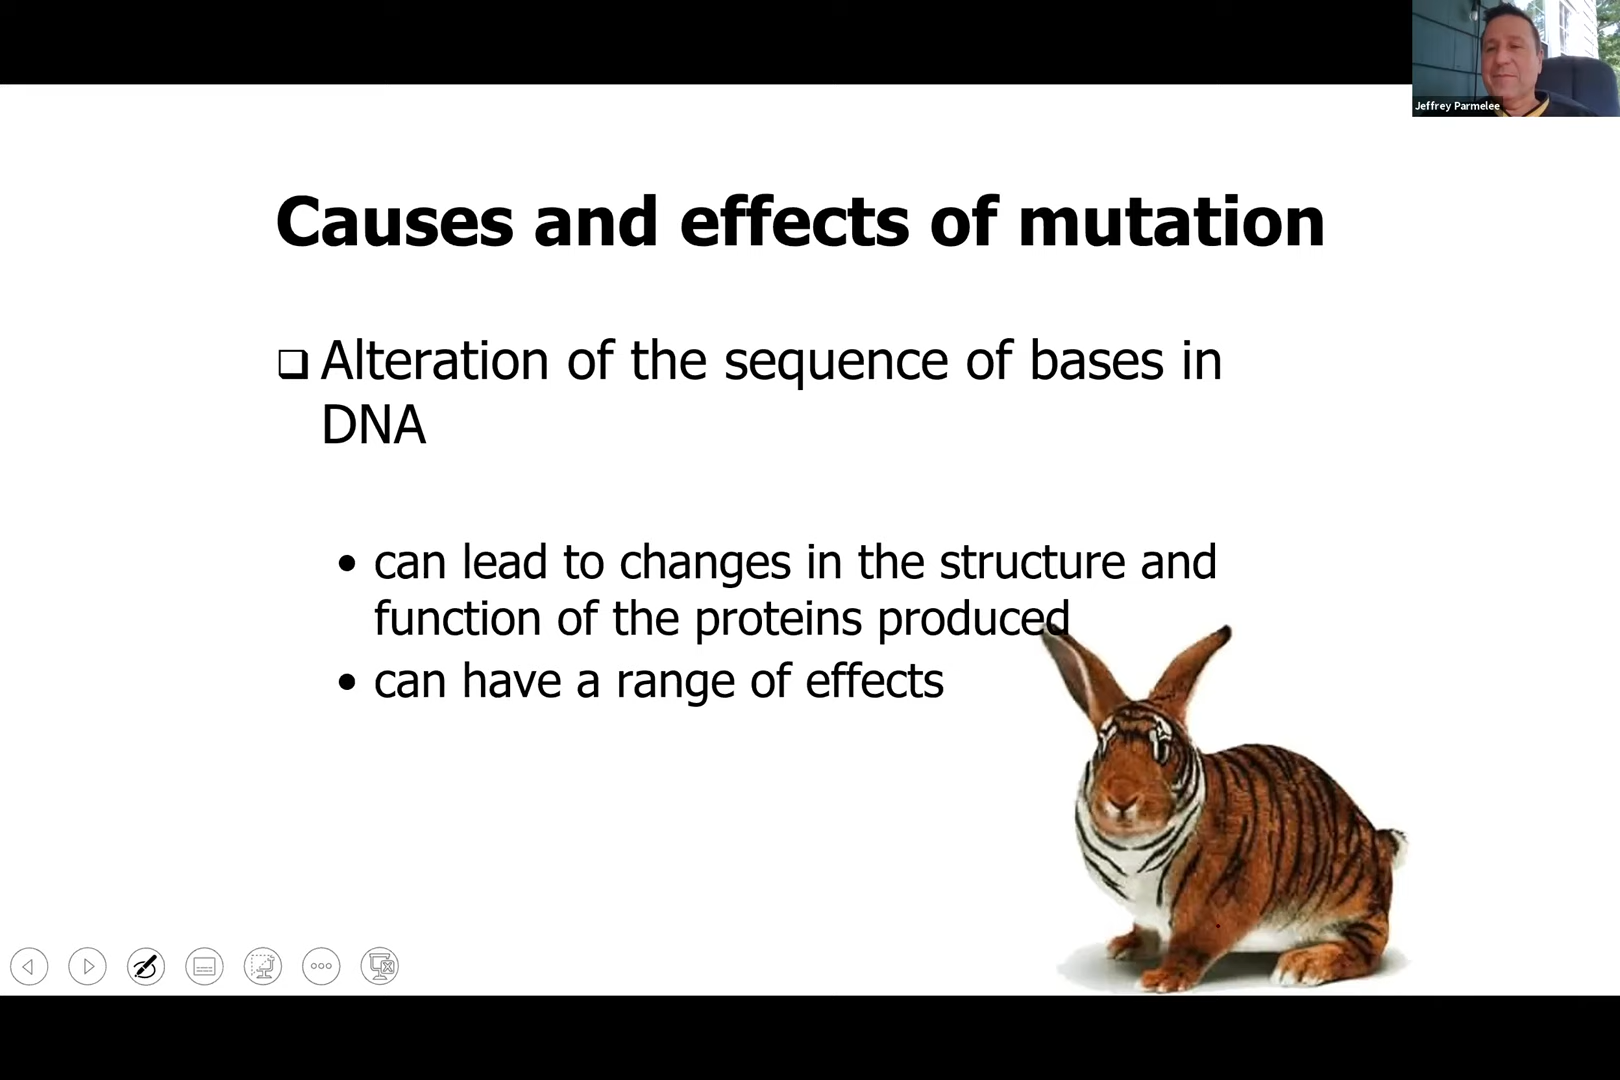 Jeffrey Parmelee
Causes and effects of mutation
Alteration of the sequence of bases in
DNA
• can lead to changes in the structure and
function of the proteins produced
• can have a range of effects